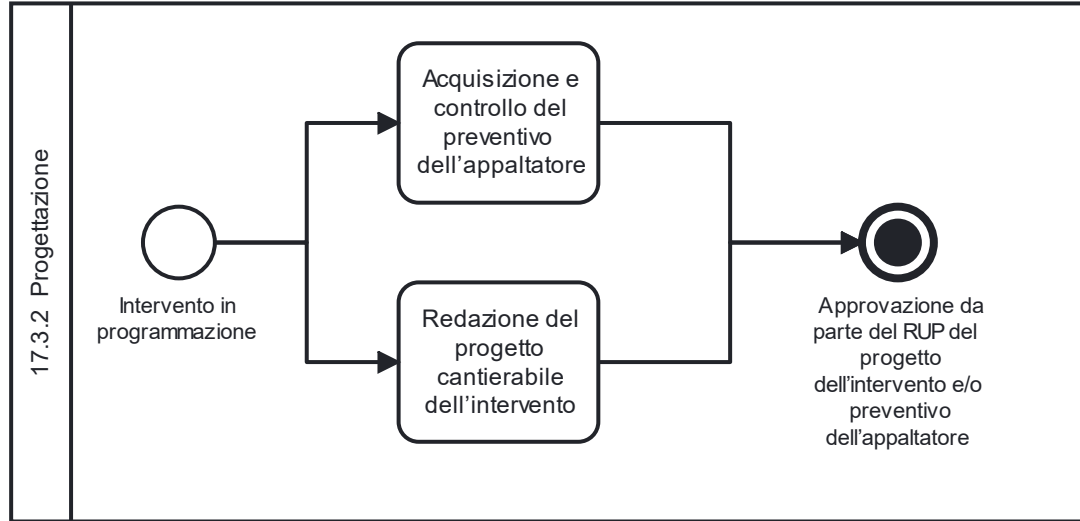 17.3.2 Progettazione
Intervento in
programmazione
Acquisizione e
controllo del
preventivo
dell’appaltatore
Redazione del
progetto
cantierabile
dell’intervento
Approvazione da
parte del RUP del
progetto
dell’intervento e/o
preventivo
dell’appaltatore